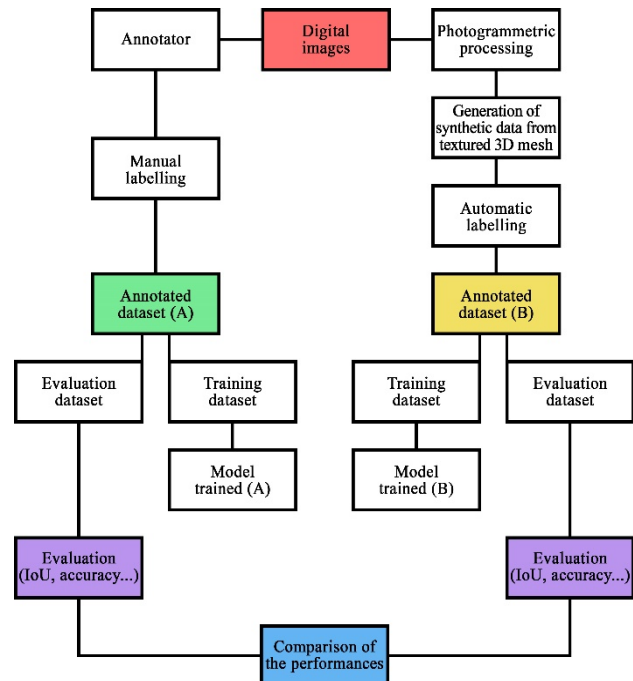 Annotator
Digital
images
Photogrammetric
processing
Generation of
synthetic data from
textured 3D mesh
Manual
labelling
Automatic
labelling
Annotated
dataset (A)
Annotated
dataset (B)
Evaluation
dataset
Training
dataset
Training
dataset
Evaluation
dataset
Model
trained (A)
Model
trained (B)
Evaluation
(IoU, accuracy...)
Evaluation
(IoU, accuracy...)
Comparison of
the performances